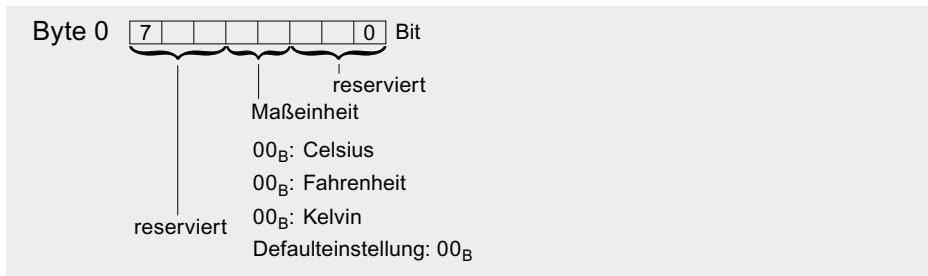 Byte 0 7 0 Bit
reserviert
Maßeinheit
00B: Celsius
00B: Fahrenheit
00B: Kelvin
reserviert
Defaulteinstellung: 00B